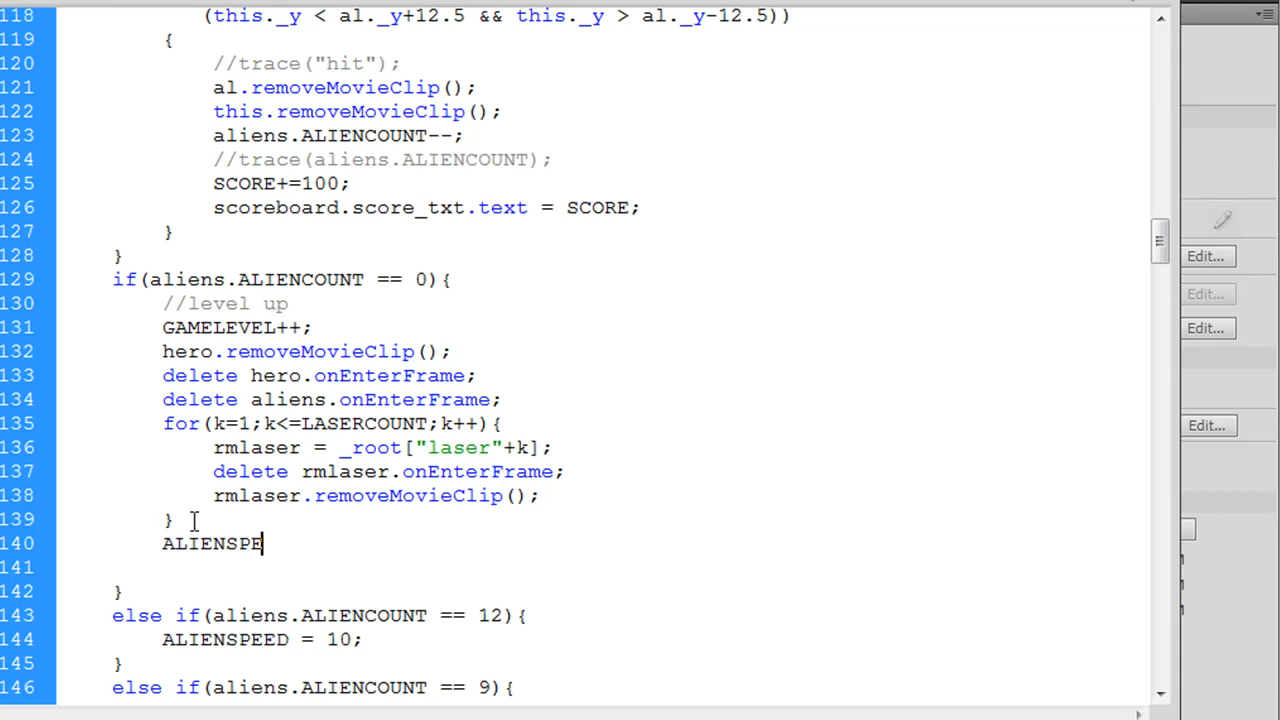 118 (this._y < al._y+12.5 && this._y > al._y-12.5))
119 {
120 //trace("hit");
121 al.removeMovieClip();
122 this.removeMovieClip();
123 aliens.ALIENCOUNT--;
124 //trace(aliens.ALIENCOUNT);
125 SCORE+=100;
126 scoreboard.score_txt.text = SCORE;
127 }
128 }
129 if(aliens.ALIENCOUNT == 0){
130 //level up
131 GAMELEVEL++;
132 hero.removeMovieClip();
133 delete hero.onEnterFrame;
134 delete aliens.onEnterFrame;
135 for(k=1;k<=LASERCOUNT;k++){
136 rmlaser = _root["laser"+k];
137 delete rmlaser.onEnterFrame;
138 rmlaser.removeMovieClip();
139 }
140 ALIENSPE
141
142 }
143 else if(aliens.ALIENCOUNT == 12){
144 ALIENSPEED = 10;
145 }
146 else if(aliens.ALIENCOUNT == 9){
Edit...
Edit...
Edit...
Edit...